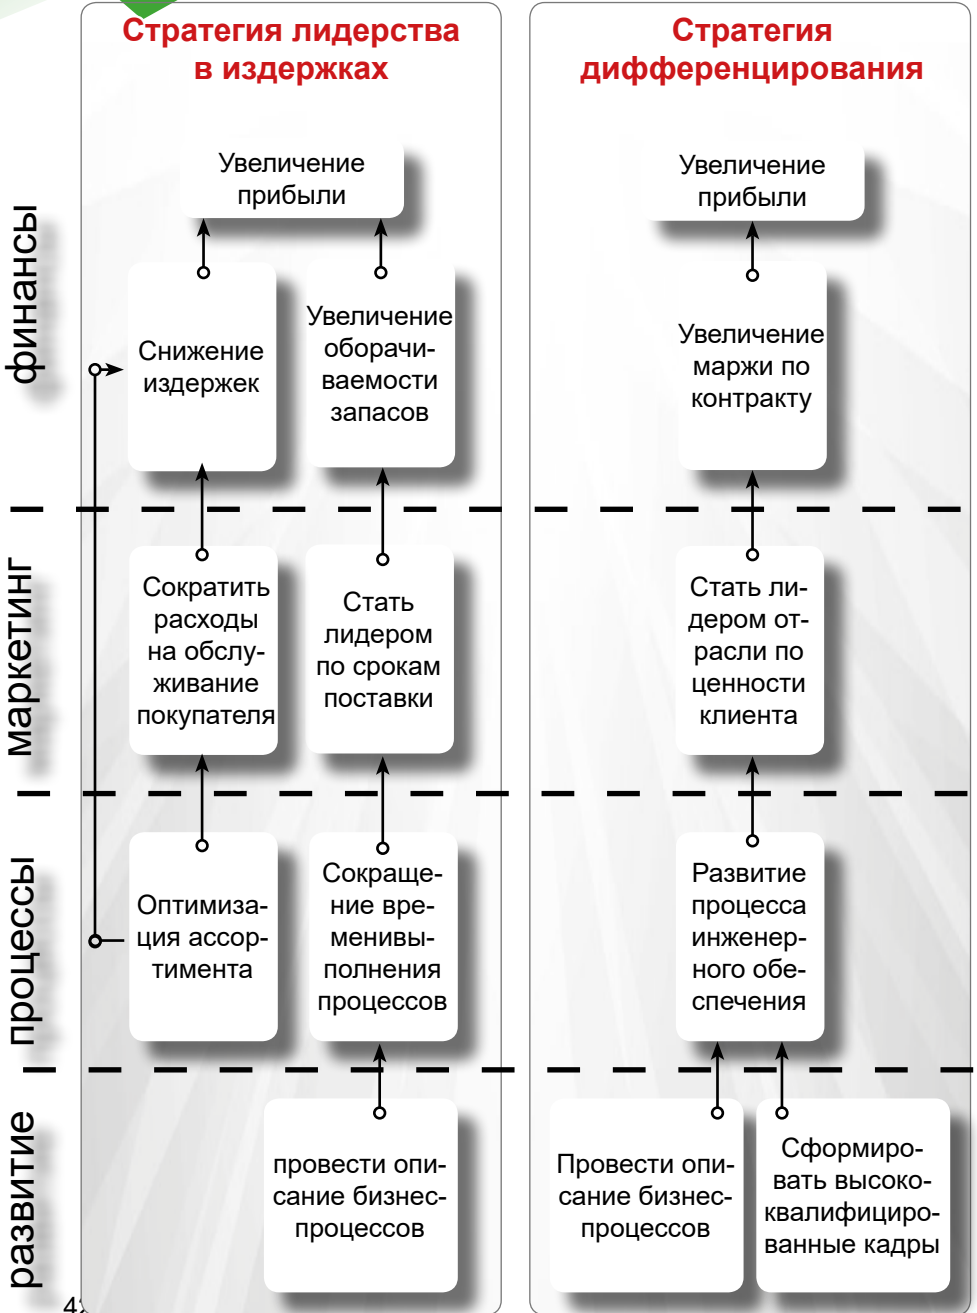 Стратегия лидерства
в издержках
Стратегия
дифференцирования
финансы
Увеличение
прибыли
Увеличение
прибыли
Снижение
издержек
Увеличение
оборачи-
ваемости
запасов
Увеличение
маржи по
контракту
маркетинг
Сократить
расходы
на обслу-
живание
покупателя
Стать
лидером
по срокам
поставки
Стать ли-
дером от-
расли по
ценности
клиента
процессы
Оптимиза-
ция ассор-
тимента
Сокраще-
ние вре-
менивы-
полнения
процессов
Развитие
процесса
инженер-
ного обе-
спечения
развитие
провести опи-
сание бизнес-
процессов
Провести опи-
сание бизнес-
процессов
Сформиро-
вать высоко-
квалифициро-
ванные кадры